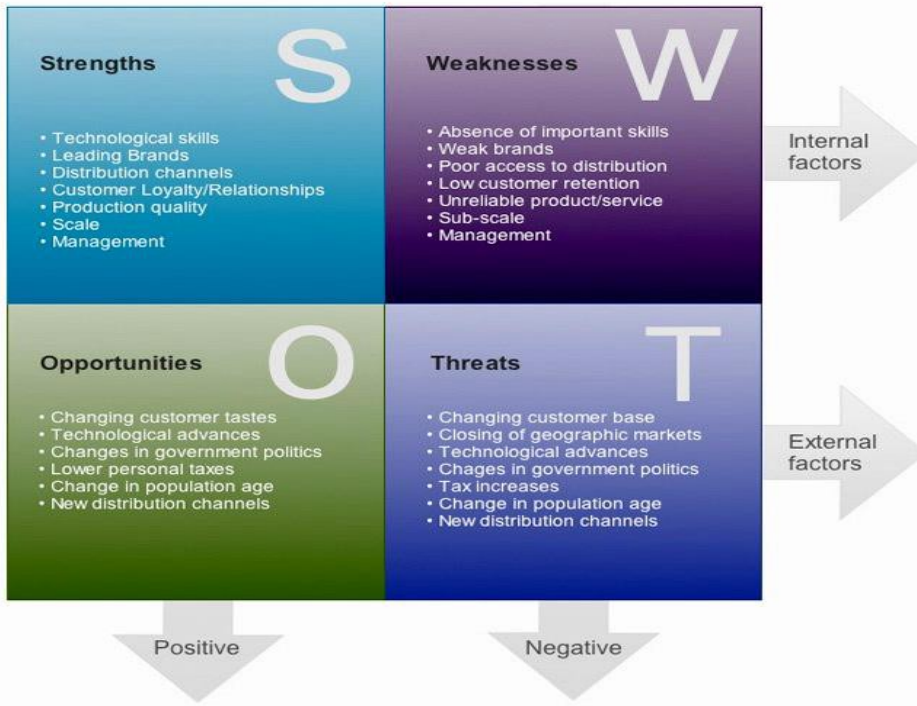 S
Strengths
• Technological skills
• Leading Brands
• Distribution channels
• Customer Loyalty/Relationships
• Production quality
• Scale
• Management
W
Weaknesses
• Absence of important skills
• Weak brands
• Poor access to distribution
• Low customer retention
• Unreliable product/service
• Sub-scale
• Management
Internal
factors
O
Opportunities
• Changing customer tastes
• Technological advances
• Changes in government politics
• Lower personal taxes
• Change in population age
• New distribution channels
T
Threats
• Changing customer base
• Closing of geographic markets
• Technological advances
• Chages in government politics
• Tax increases
• Change in population age
• New distribution channels
External
factors
Positive
Negative